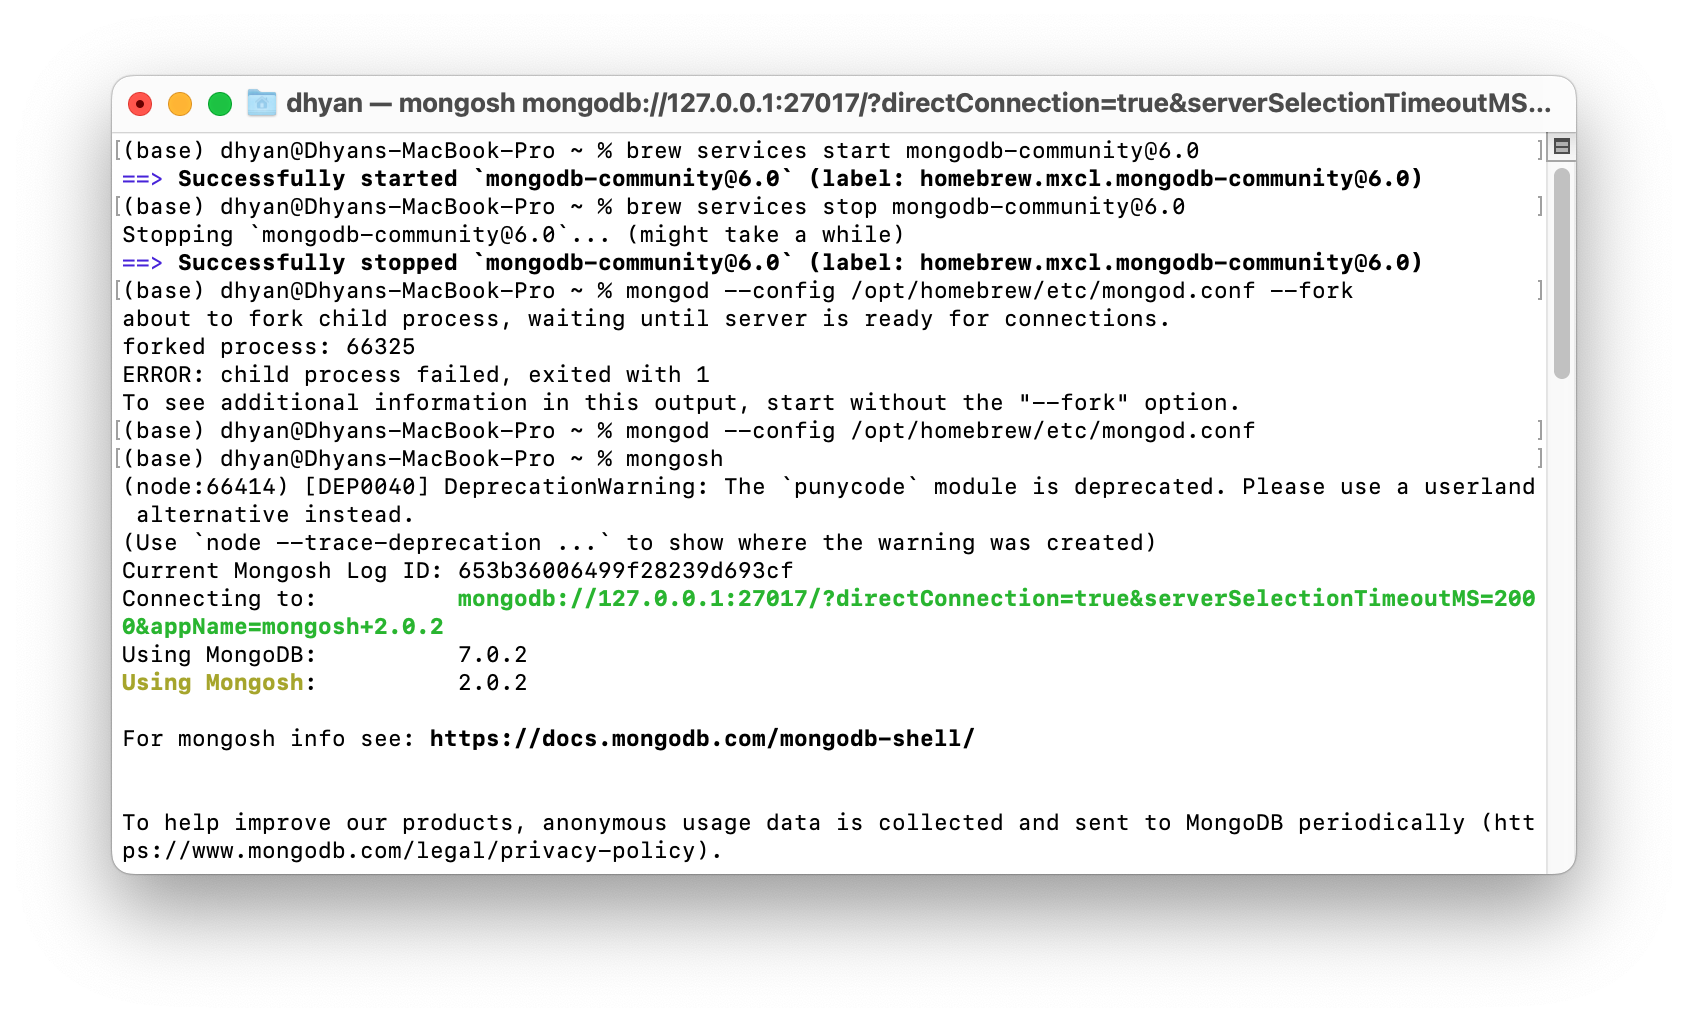 dhyan — mongosh mongodb://127.0.0.1:27017/?directConnection=true&serverSelectionTimeoutMS...
[(base) dhyan@Dhyans-MacBook-Pro ~ % brew services start mongodb-community@6.0 ]
==> Successfully started `mongodb-community@6.0` (label: homebrew.mxcl.mongodb-community@6.0)
[(base) dhyan@Dhyans-MacBook-Pro ~ % brew services stop mongodb-community@6.0 ]
Stopping `mongodb-community@6.0`... (might take a while)
==> Successfully stopped `mongodb-community@6.0` (label: homebrew.mxcl.mongodb-community@6.0)
[(base) dhyan@Dhyans-MacBook-Pro ~ % mongod --config /opt/homebrew/etc/mongod.conf --fork ]
about to fork child process, waiting until server is ready for connections.
forked process: 66325
ERROR: child process failed, exited with 1
To see additional information in this output, start without the "--fork" option.
[(base) dhyan@Dhyans-MacBook-Pro ~ % mongod --config /opt/homebrew/etc/mongod.conf ]
[(base) dhyan@Dhyans-MacBook-Pro ~ % mongosh ]
(node:66414) [DEP0040] DeprecationWarning: The `punycode` module is deprecated. Please use a userland
 alternative instead.
(Use `node --trace-deprecation ...` to show where the warning was created)
Current Mongosh Log ID: 653b36006499f28239d693cf
Connecting to: mongodb://127.0.0.1:27017/?directConnection=true&serverSelectionTimeoutMS=200
0&appName=mongosh+2.0.2
Using MongoDB: 7.0.2
Using Mongosh: 2.0.2
For mongosh info see: https://docs.mongodb.com/mongodb-shell/
To help improve our products, anonymous usage data is collected and sent to MongoDB periodically (htt
ps://www.mongodb.com/legal/privacy-policy).